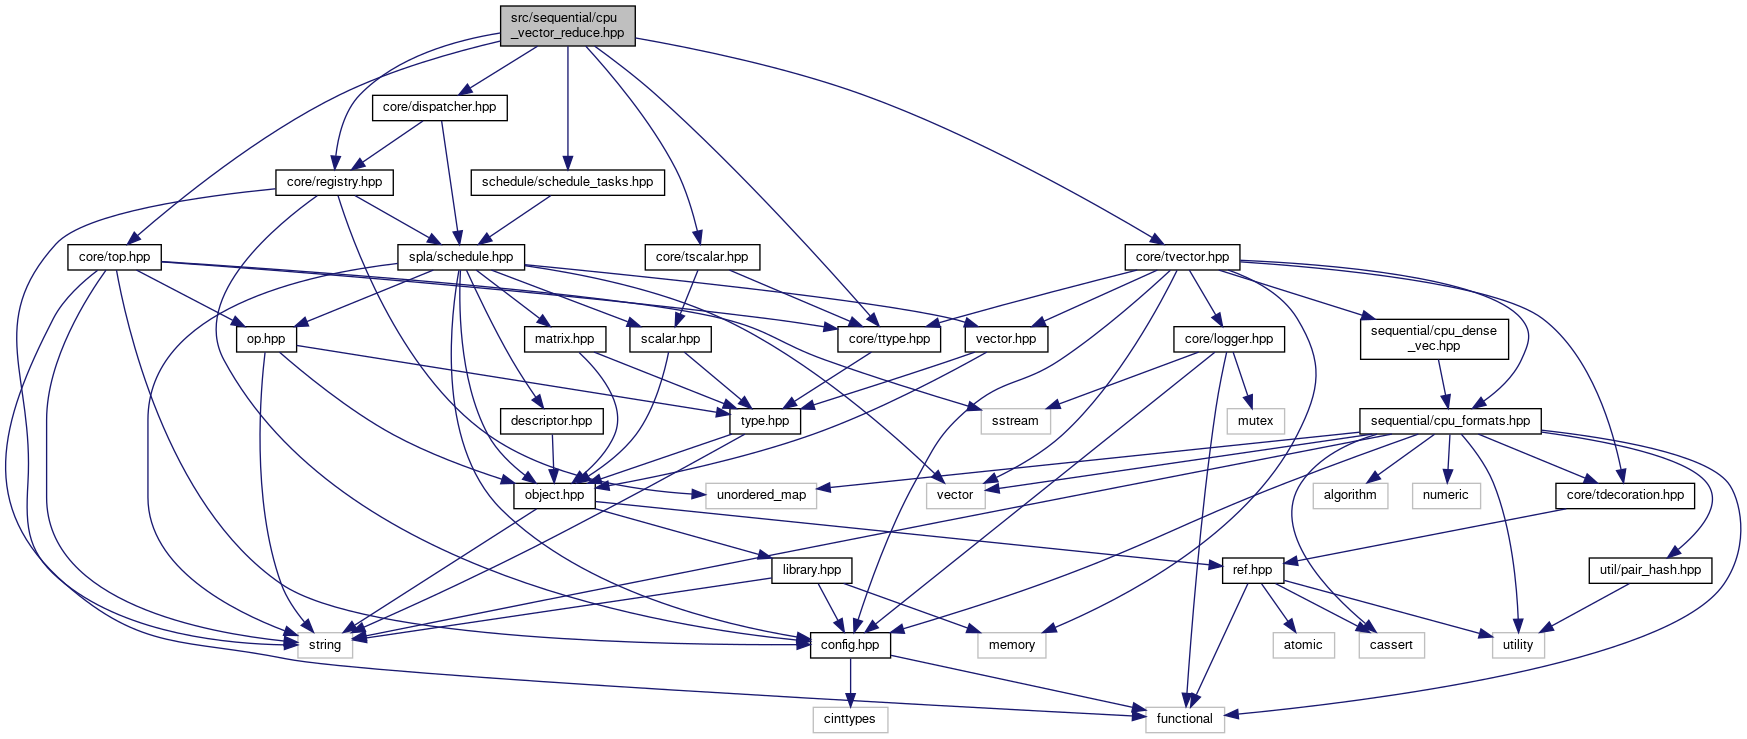 src/sequential/cpu
_vector_reduce.hpp
core/dispatcher.hpp
core/registry.hpp
schedule/schedule_tasks.hpp
core/top.hpp
spla/schedule.hpp
core/tscalar.hpp
core/tvector.hpp
op.hpp
matrix.hpp
scalar.hpp
core/ttype.hpp
vector.hpp
core/logger.hpp
sequential/cpu_dense
_vec.hpp
descriptor.hpp
type.hpp
sstream
mutex
sequential/cpu_formats.hpp
object.hpp
unordered_map
vector
algorithm
numeric
core/tdecoration.hpp
library.hpp
ref.hpp
util/pair_hash.hpp
string
config.hpp
memory
atomic
cassert
utility
cinttypes
functional